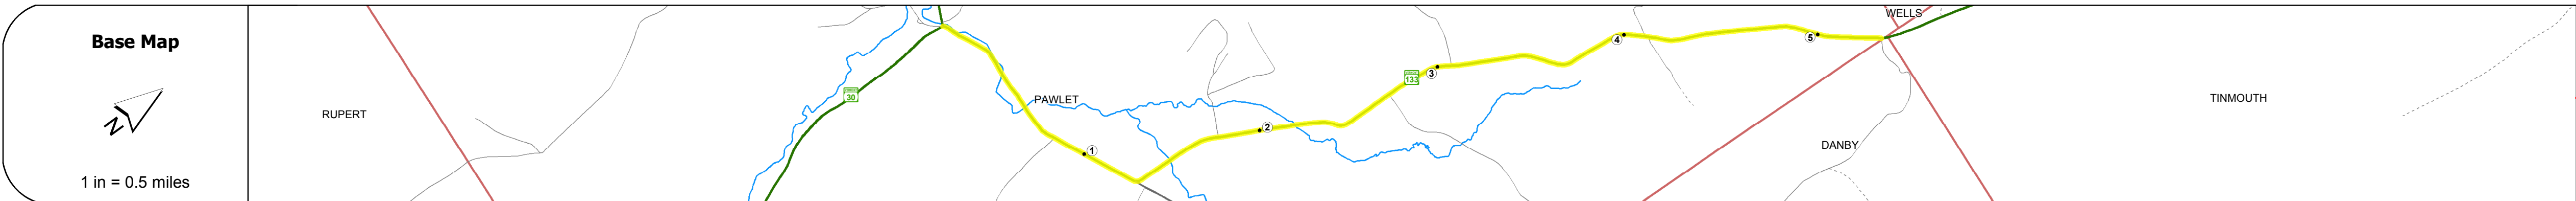 Base Map
N
1 in = 0.5 miles
RUPERT
30
PAWLET
1
2
133
3
4
5
WELLS
DANBY
TINMOUTH